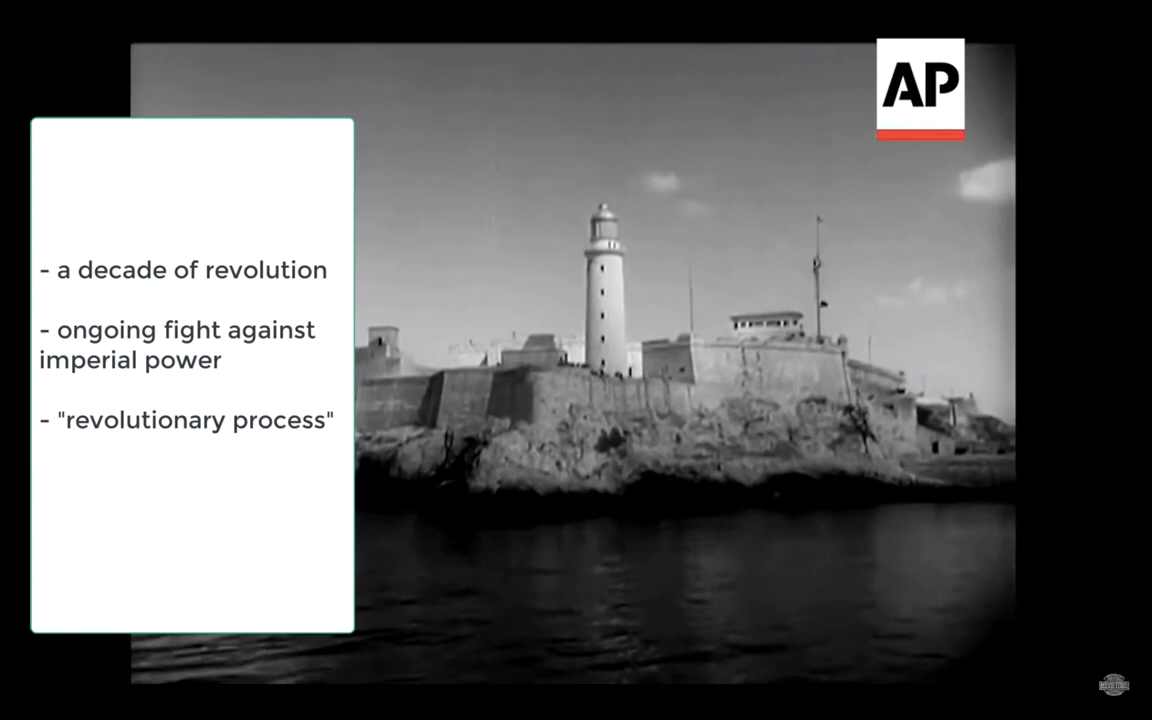 AP
- a decade of revolution
- ongoing fight against
imperial power
- "revolutionary process"